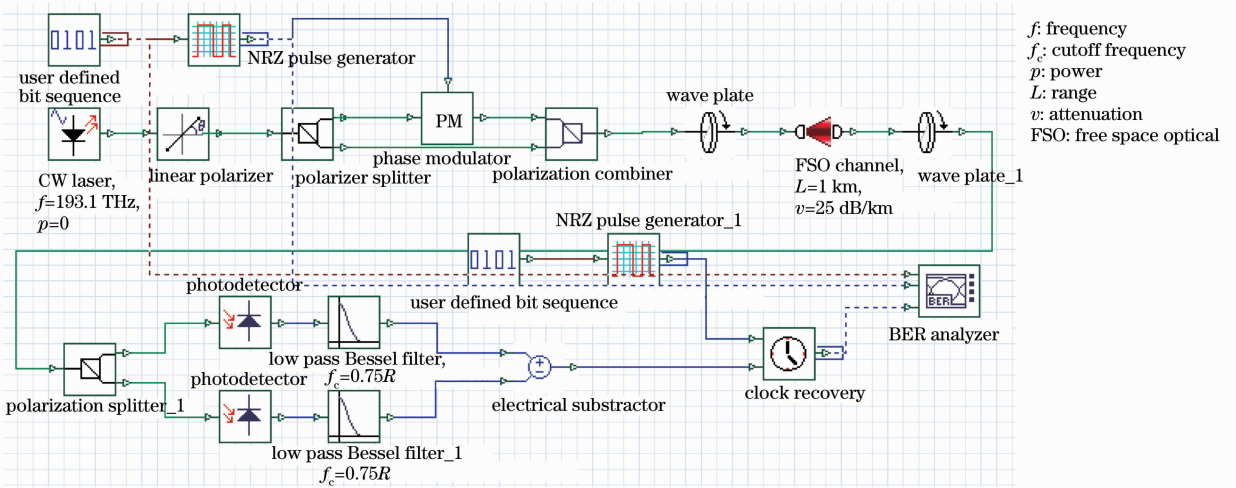 0101
NRZ pulse generator
user defined
bit sequence
PM
phase modulator
linear polarizer
polarizer splitter
polarization combiner
wave plate
CW laser,
f=193.1 THz,
p=0
FSO channel,
L=1 km,
v=25 dB/km
wave plate_1
f: frequency
fc: cutoff frequency
p: power
L: range
v: attenuation
FSO: free space optical
NRZ pulse generator_1
0101
user defined bit sequence
BER
BER analyzer
photodetector
low pass Bessel filter,
fc=0.75R
photodetector
polarization splitter_1
electrical substractor
clock recovery
low pass Bessel filter_1
fc=0.75R